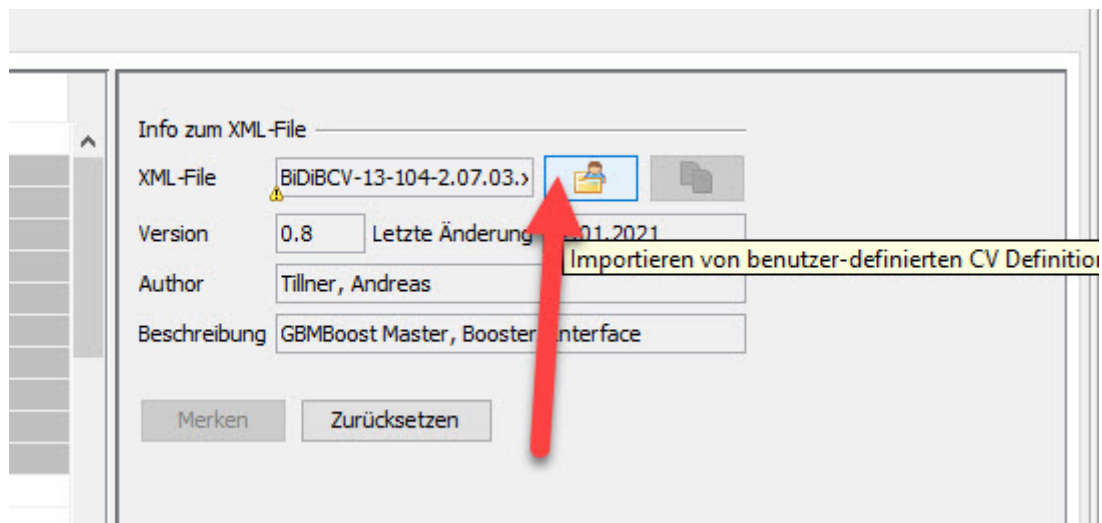 Info zum XML-File
XML-File BiDiBCV-13-104-2.07.03.x
Version 0.8 Letzte Änderung .01.2021
Importieren von benutzer-definierten CV Definitio
Author Tillner, Andreas
Beschreibung GBMBoost Master, Booster, Interface
Merken Zurücksetzen